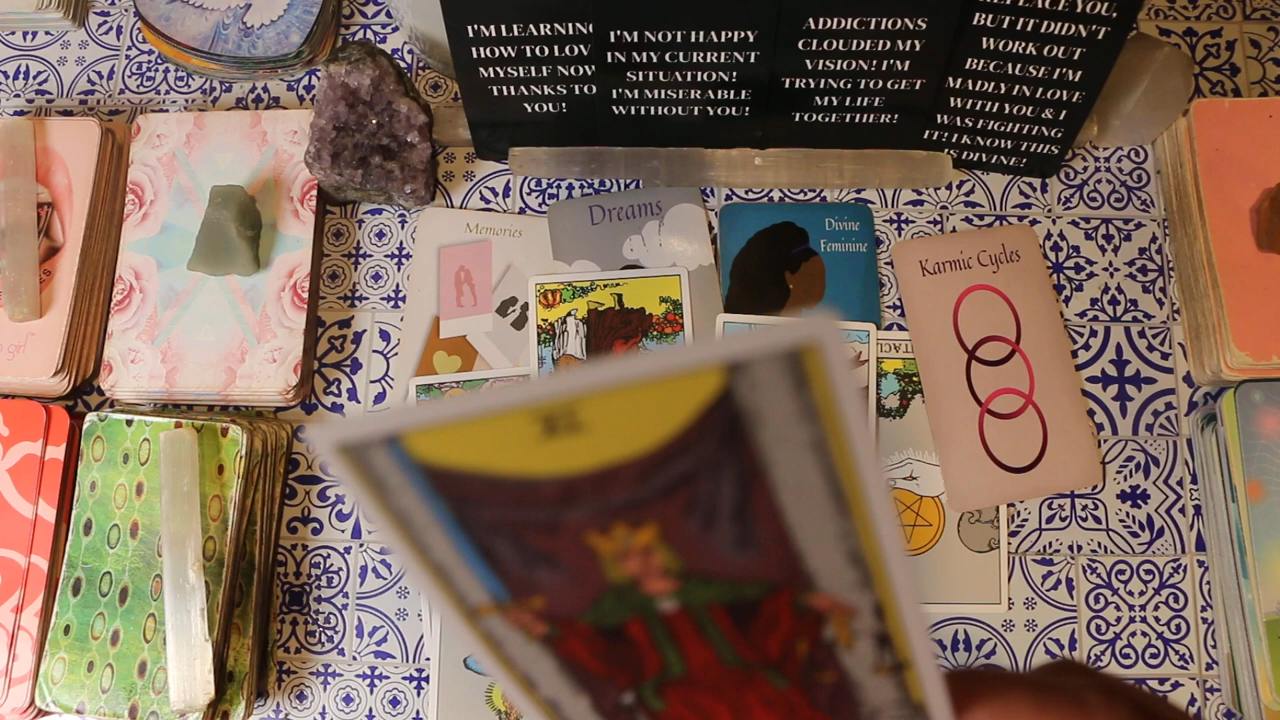 I'M LEARNING
HOW TO LOV
MYSELF NOW
THANKS TO
YOU!
I'M NOT HAPPY
IN MY CURRENT
SITUATION!
I'M MISERABLE
WITHOUT YOU!
ADDICTIONS
CLOUDED MY
VISION! I'M
TRYING TO GET
MY LIFE
TOGETHER!
REPLACE YOU,
BUT IT DIDN'T
WORK OUT
BECAUSE I'M
MADLY IN LOVE
WITH YOU & I
WAS FIGHTING
IT! I KNOW THIS
IS DIVINE!
Memories
Dreams
Divine
Feminine
Karmic Cycles
girl